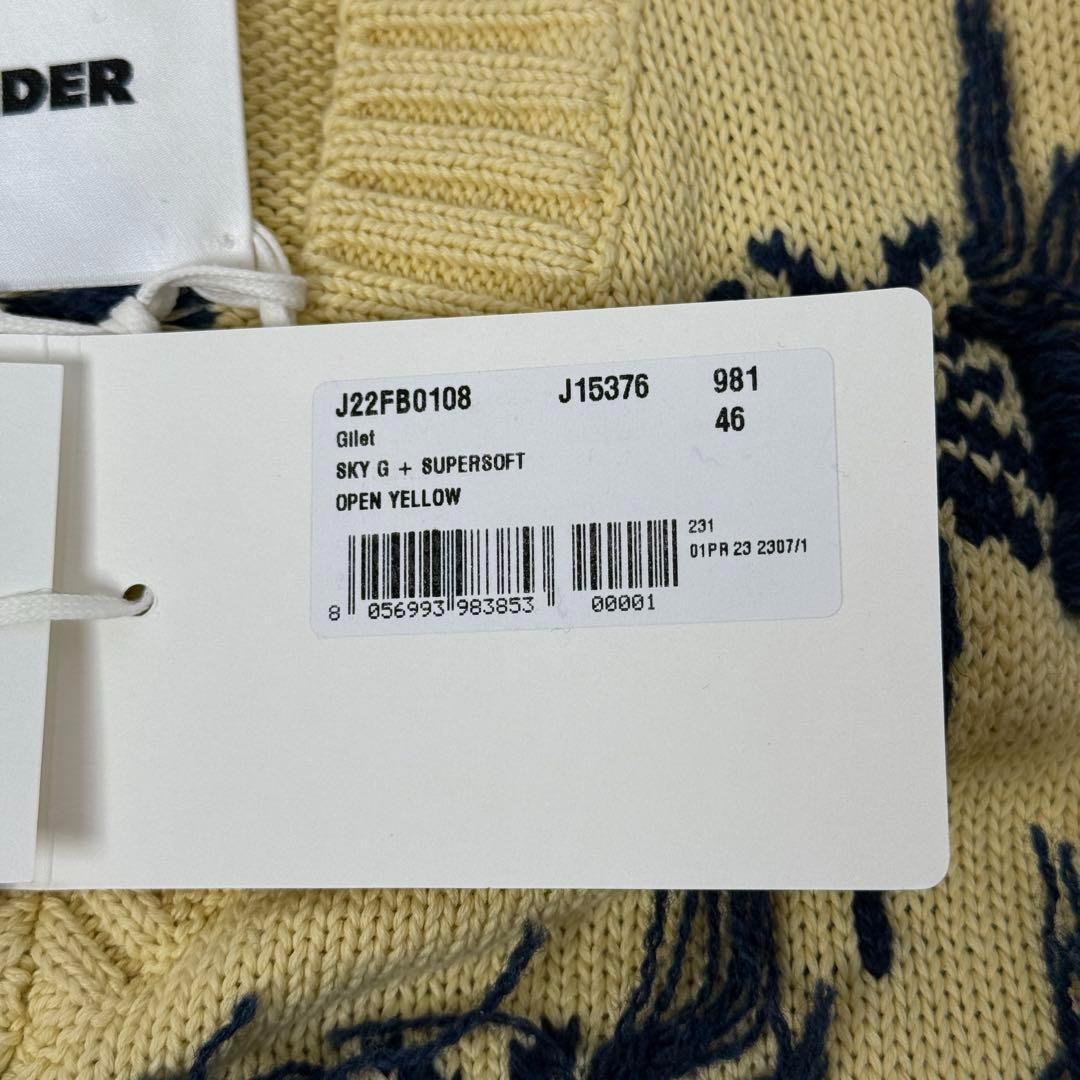 DER
J22FB0108 J15376 981
Gilet 46
SKY G + SUPERSOFT
OPEN YELLOW
231
01PR 23 2307/1
8 056993 983853 00001